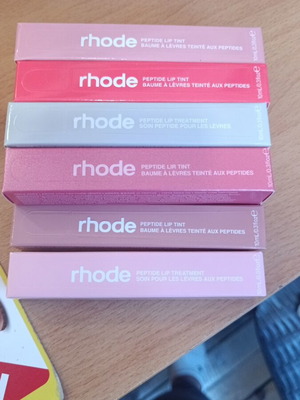 rhode
PEPTIDE LIP TINT
BAUME À LÈVRES TEINTÉ AUX PEPTIDES
rhode
PEPTIDE LIP TINT
BAUME À LÈVRES TEINTÉ AUX PEPTIDES
rhode
PEPTIDE LIP TREATMENT
SOIN PEPTIDE POUR LES LÈVRES
rhode
PEPTIDE LIP TINT
BAUME À LÈVRES TEINTÉ AUX PEPTIDES
rhode
PEPTIDE LIP TINT
BAUME À LÈVRES TEINTÉ AUX PEPTIDES
rhode
PEPTIDE LIP TREATMENT
SOIN POUR LES LÈVRES AUX PEPTIDES